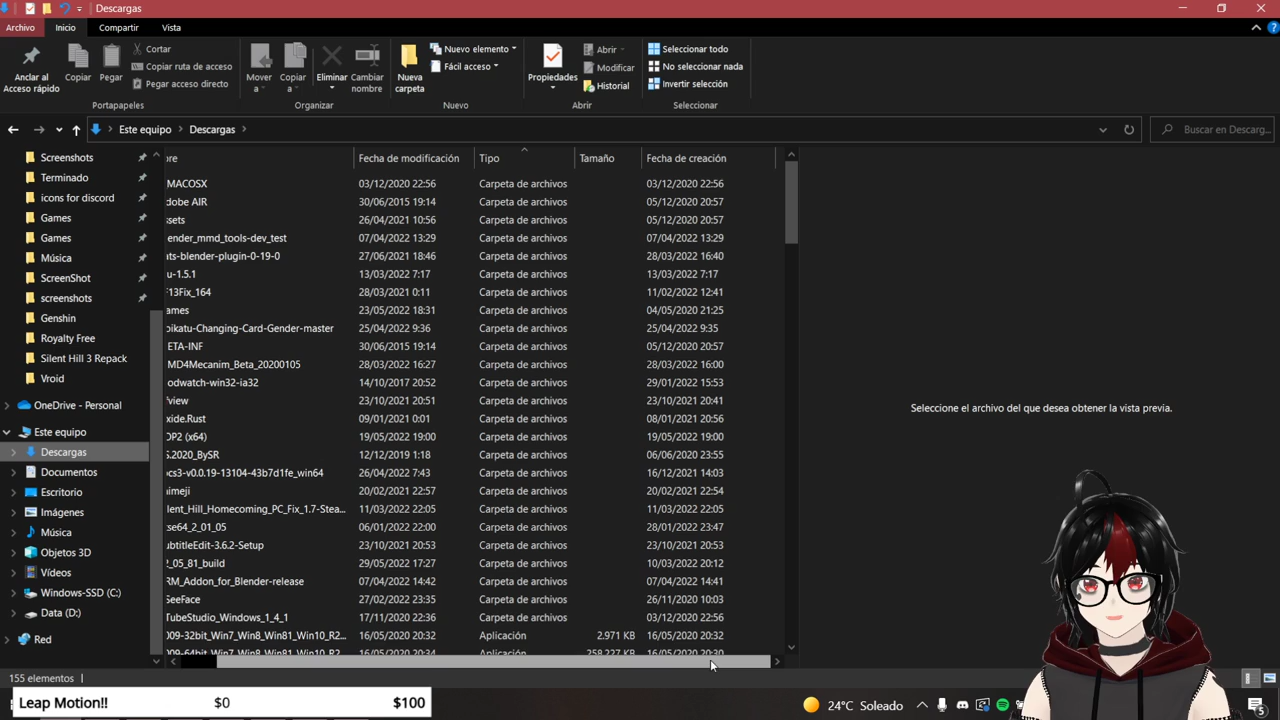 Descargas
Archivo Inicio Compartir Vista
Anclar al Acceso rápido
Copiar
Pegar
Cortar
Copiar ruta de acceso
Pegar acceso directo
Portapapeles
Mover a
Copiar a
Eliminar
Cambiar nombre
Organizar
Nueva carpeta
Nuevo elemento
Fácil acceso
Nuevo
Propiedades
Abrir
Modificar
Historial
Abrir
Seleccionar todo
No seleccionar nada
Invertir selección
Seleccionar
Este equipo Descargas
Buscar en Descarg...
Screenshots
Terminado
icons for discord
Games
Games
Música
ScreenShot
screenshots
Genshin
Royalty Free
Silent Hill 3 Repack
Vroid
OneDrive - Personal
Este equipo
Descargas
Documentos
Escritorio
Imágenes
Música
Objetos 3D
Vídeos
Windows-SSD (C:)
Data (D:)
Red
re Fecha de modificación Tipo Tamaño Fecha de creación
MACOSX 03/12/2020 22:56 Carpeta de archivos 03/12/2020 22:56
dobe AIR 30/06/2015 19:14 Carpeta de archivos 05/12/2020 20:57
ssets 26/04/2021 10:56 Carpeta de archivos 05/12/2020 20:57
ender_mmd_tools-dev_test 07/04/2022 13:29 Carpeta de archivos 07/04/2022 13:29
ats-blender-plugin-0-19-0 27/06/2021 18:46 Carpeta de archivos 28/03/2022 16:40
u-1.5.1 13/03/2022 7:17 Carpeta de archivos 13/03/2022 7:17
F13Fix_164 28/03/2021 0:11 Carpeta de archivos 11/02/2022 12:41
ames 23/05/2022 18:31 Carpeta de archivos 04/05/2020 21:25
oikatu-Changing-Card-Gender-master 25/04/2022 9:36 Carpeta de archivos 25/04/2022 9:35
ETA-INF 30/06/2015 19:14 Carpeta de archivos 05/12/2020 20:57
MD4Mecanim_Beta_20200105 28/03/2022 16:27 Carpeta de archivos 28/03/2022 16:00
odwatch-win32-ia32 14/10/2017 20:52 Carpeta de archivos 29/01/2022 15:53
fview 23/10/2021 20:51 Carpeta de archivos 23/10/2021 20:41
xide.Rust 09/01/2021 0:01 Carpeta de archivos 08/01/2021 20:56
OP2 (x64) 19/05/2022 19:00 Carpeta de archivos 19/05/2022 19:00
S.2020_BySR 12/12/2019 1:18 Carpeta de archivos 06/06/2020 23:55
pcs3-v0.0.19-13104-43b7d1fe_win64 26/04/2022 7:43 Carpeta de archivos 16/12/2021 14:03
imeji 20/02/2021 22:57 Carpeta de archivos 20/02/2021 22:54
lent_Hill_Homecoming_PC_Fix_1.7-Stea... 11/03/2022 22:05 Carpeta de archivos 11/03/2022 22:05
se64_2_01_05 06/01/2022 22:00 Carpeta de archivos 28/01/2022 23:47
ubtitleEdit-3.6.2-Setup 23/10/2021 20:53 Carpeta de archivos 23/10/2021 20:53
2_05_81_build 29/05/2022 17:27 Carpeta de archivos 10/03/2022 20:12
RM_Addon_for_Blender-release 07/04/2022 14:42 Carpeta de archivos 07/04/2022 14:41
SeeFace 27/02/2022 23:35 Carpeta de archivos 26/11/2020 10:03
TubeStudio_Windows_1_4_1 17/11/2020 22:36 Carpeta de archivos 03/12/2020 22:56
009-32bit_Win7_Win8_Win81_Win10_R2... 16/05/2020 20:32 Aplicación 2.971 KB 16/05/2020 20:32
009-64bit_Win7_Win8_Win81_Win10_R2... 16/05/2020 20:34 Aplicación 258.227 KB 16/05/2020 20:30
Seleccione el archivo del que desea obtener la vista previa.
155 elementos
Leap Motion!! $0 $100
24°C Soleado
5